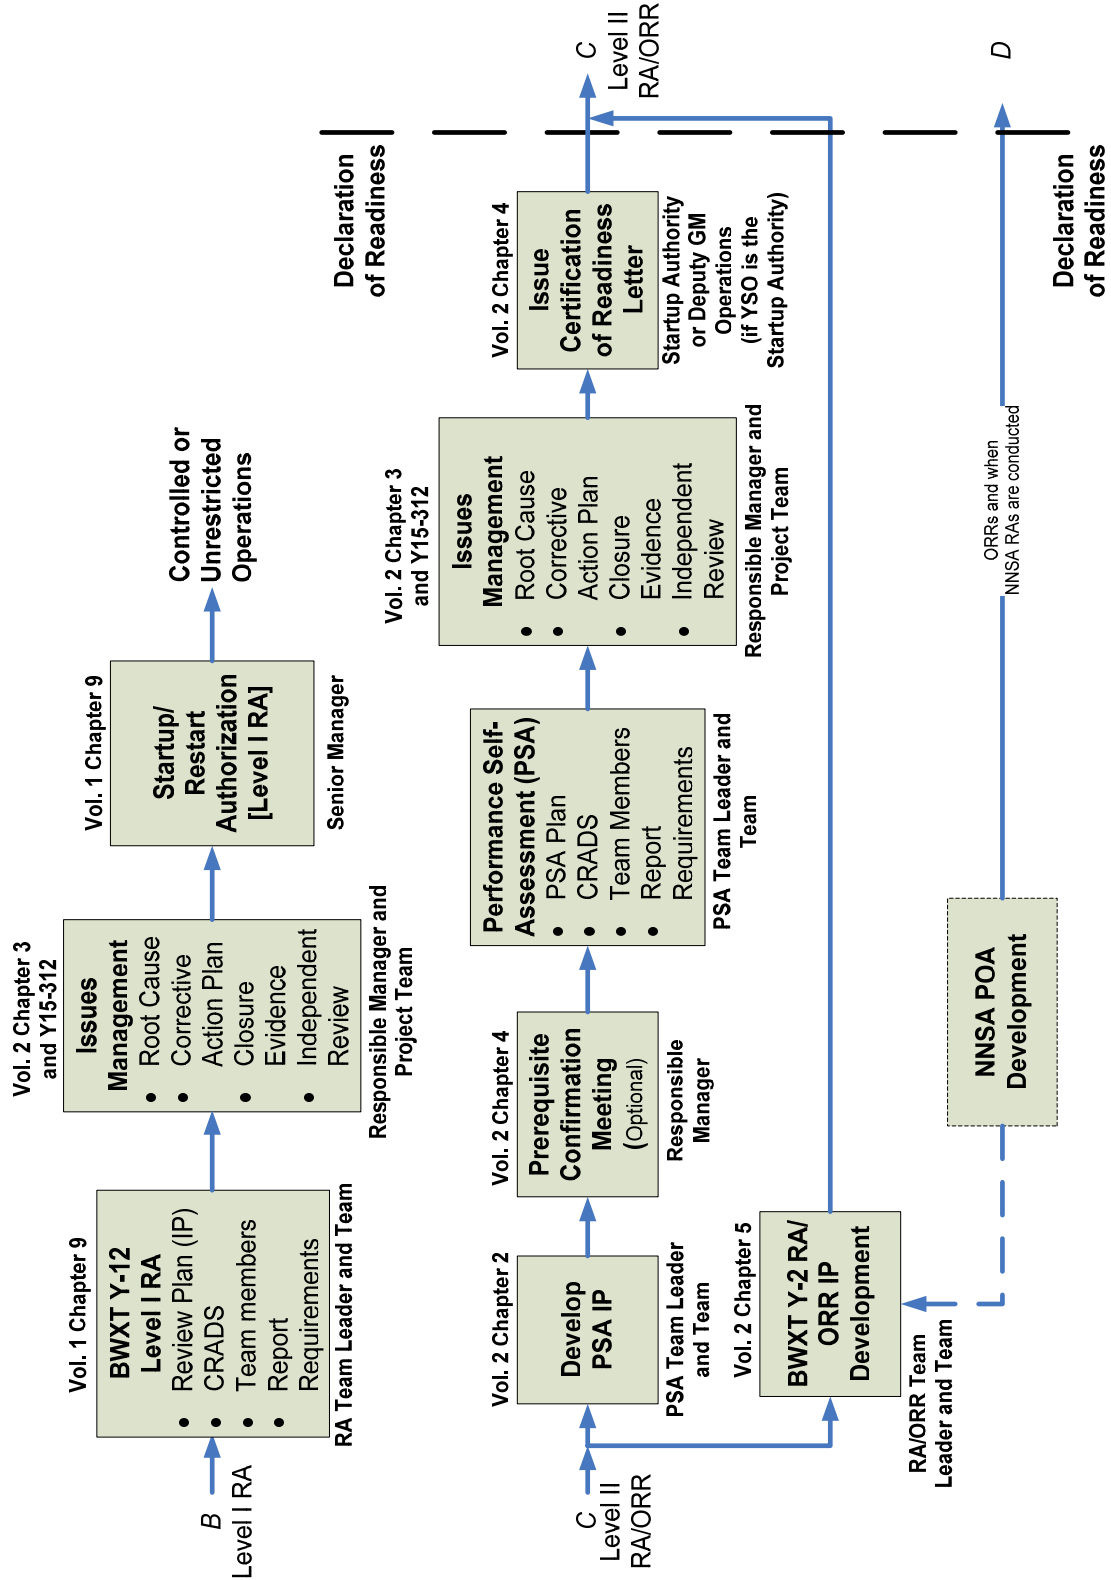 B
Level I RA
Vol. 1 Chapter 9
BWXT Y-12
Level I RA
• Review Plan (IP)
• CRADS
• Team members
• Report
Requirements
RA Team Leader and Team
Vol. 2 Chapter 3
and Y15-312
Issues
Management
• Root Cause
• Corrective
Action Plan
• Closure
Evidence
• Independent
Review
Responsible Manager and
Project Team
Vol. 1 Chapter 9
Startup/
Restart
Authorization
[Level I RA]
Senior Manager
Controlled or
Unrestricted
Operations
Declaration
of Readiness
C
Level II
RA/ORR
Vol. 2 Chapter 2
Develop
PSA IP
PSA Team Leader
and Team
Vol. 2 Chapter 4
Prerequisite
Confirmation
Meeting
(Optional)
Responsible
Manager
Performance Self-
Assessment (PSA)
• PSA Plan
• CRADS
• Team Members
• Report
Requirements
PSA Team Leader and
Team
Vol. 2 Chapter 3
and Y15-312
Issues
Management
• Root Cause
• Corrective
Action Plan
• Closure
Evidence
• Independent
Review
Responsible Manager and
Project Team
Vol. 2 Chapter 4
Issue
Certification
of Readiness
Letter
Startup Authority
or Deputy GM
Operations
(if YSO is the
Startup Authority)
C
Level II
RA/ORR
Vol. 2 Chapter 5
BWXT Y-2 RA/
ORR IP
Development
RA/ORR Team
Leader and Team
NNSA POA
Development
ORRs and when
NNSA RAs are conducted
D
Declaration
of Readiness